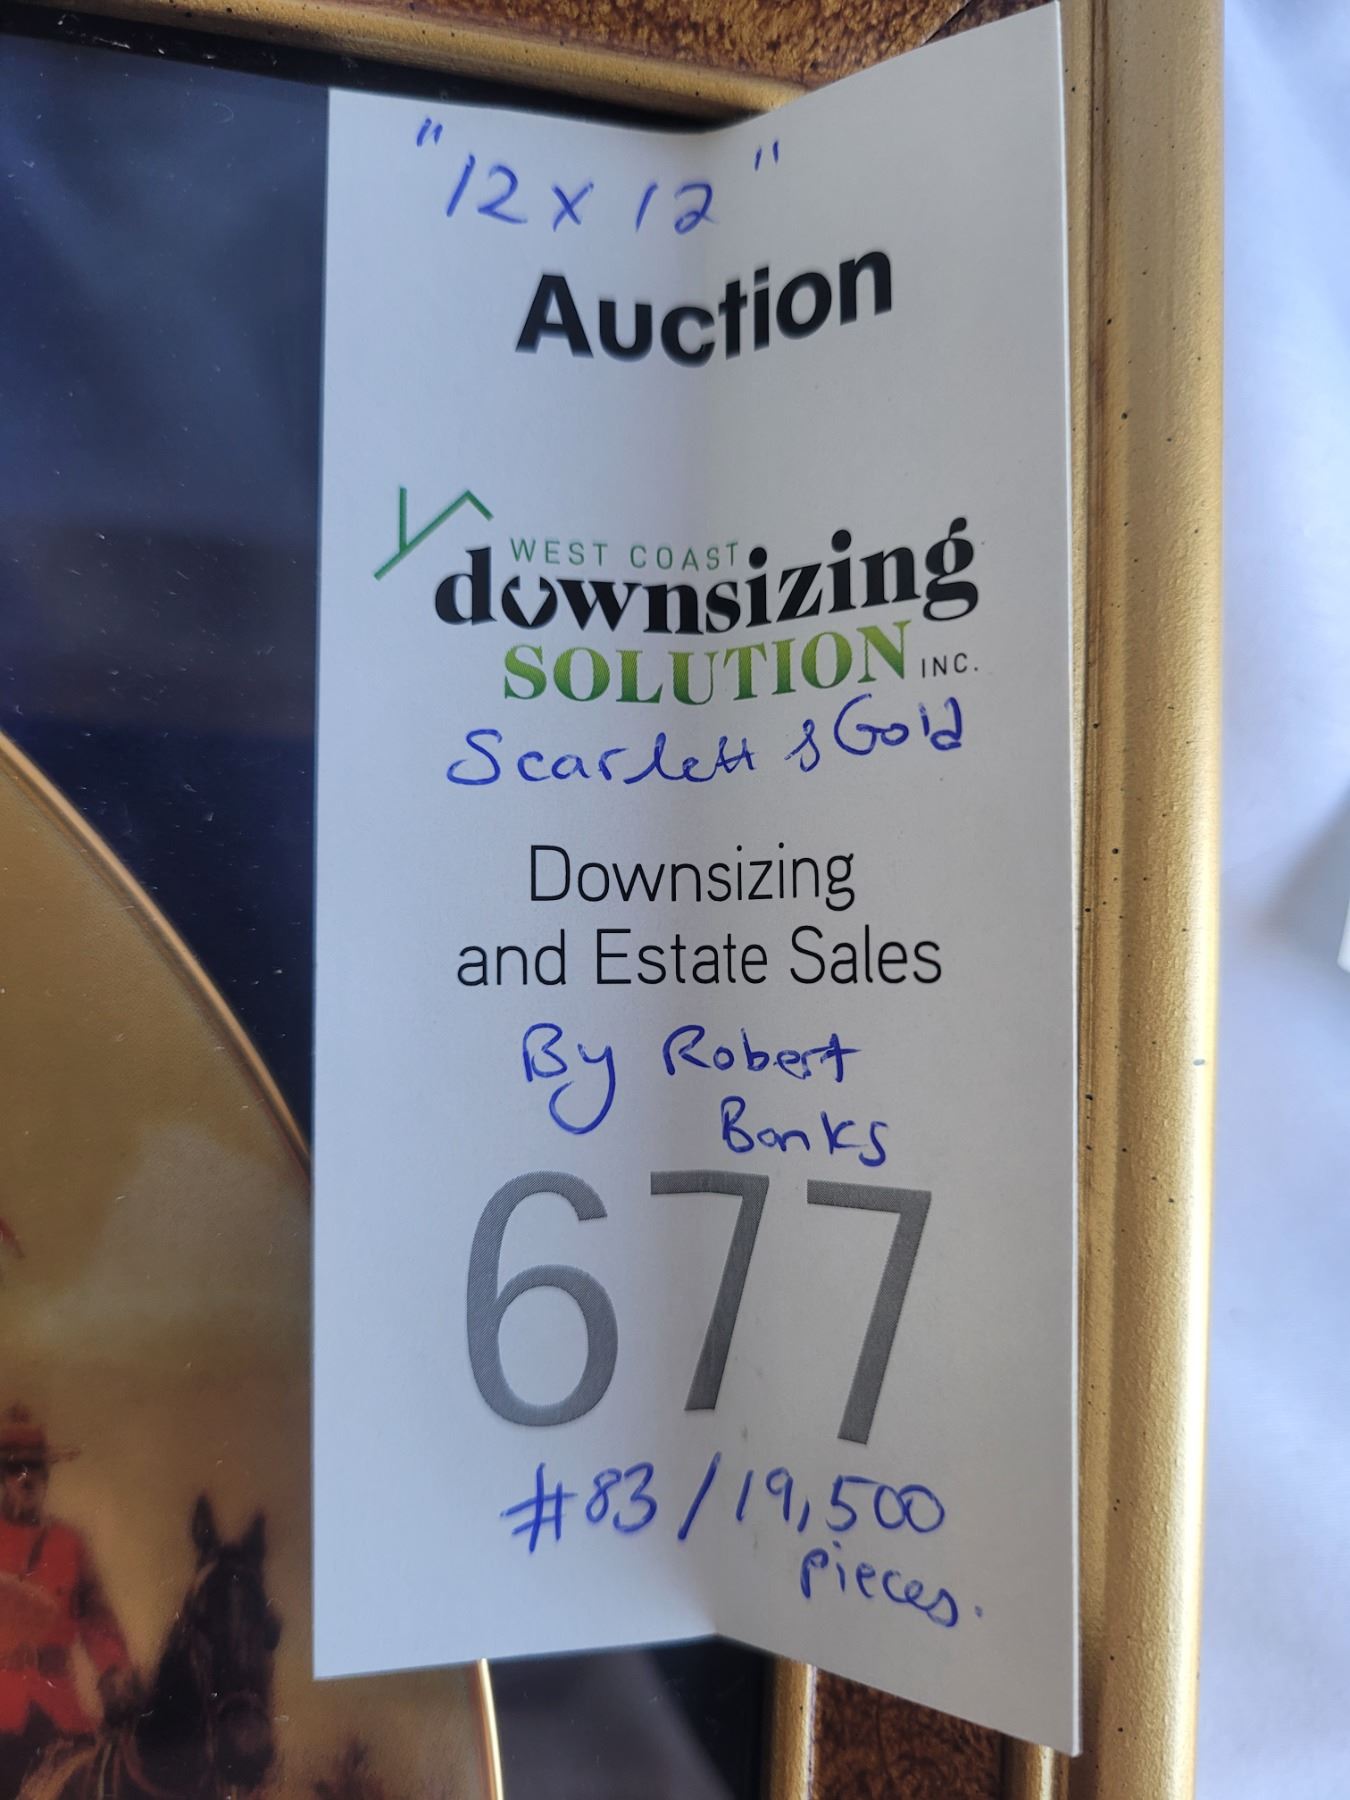 "12 x 12"
Auction
WEST COAST
downsizing
SOLUTION INC.
Scarlett & Gold
Downsizing
and Estate Sales
By Robert
Banks
677
#83/19,500
pieces.